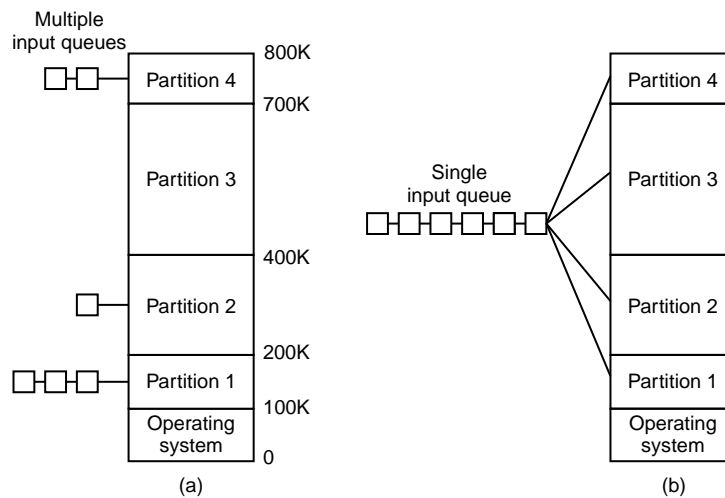 Multiple
input queues
800K
Partition 4
700K
Partition 3
400K
Partition 2
200K
Partition 1
100K
Operating
system
0
(a)
Single
input queue
Partition 4
Partition 3
Partition 2
Partition 1
Operating
system
(b)